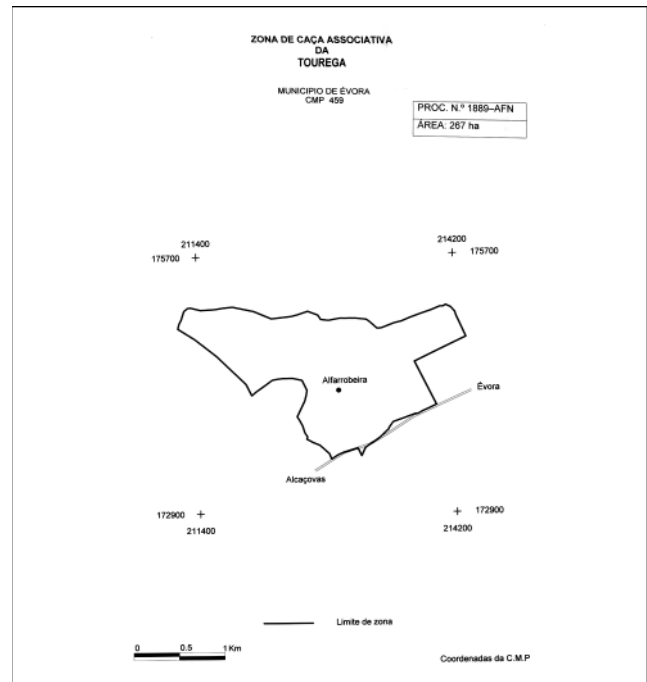 ZONA DE CAÇA ASSOCIATIVA
DA
TOUREGA
MUNICIPIO DE ÉVORA
CMP 459
PROC. N.º 1889–AFN
ÁREA: 267 ha
211400
175700
214200
175700
Alfarrobeira
Évora
Alcaçovas
172900
211400
172900
214200
Limite de zona
0 0.5 1 Km
Coordenadas da C.M.P